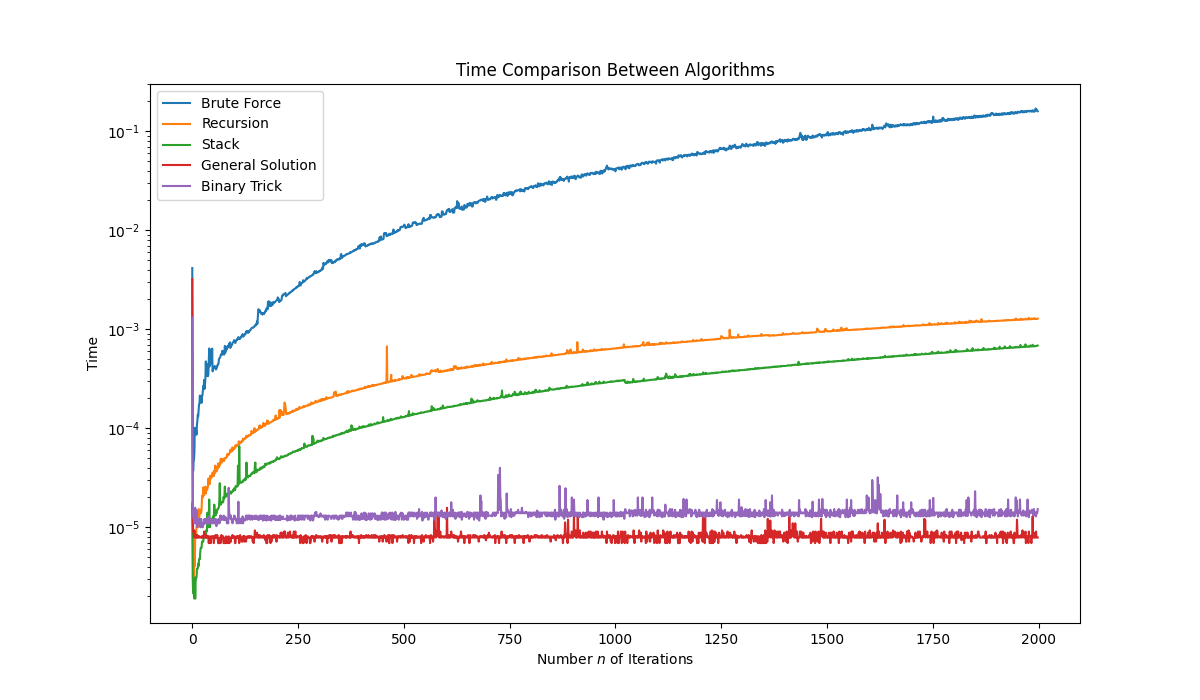 Time Comparison Between Algorithms
Brute Force
Recursion
Stack
General Solution
Binary Trick
Time
10⁻¹
10⁻²
10⁻³
10⁻⁴
10⁻⁵
0 250 500 750 1000 1250 1500 1750 2000
Number n of Iterations